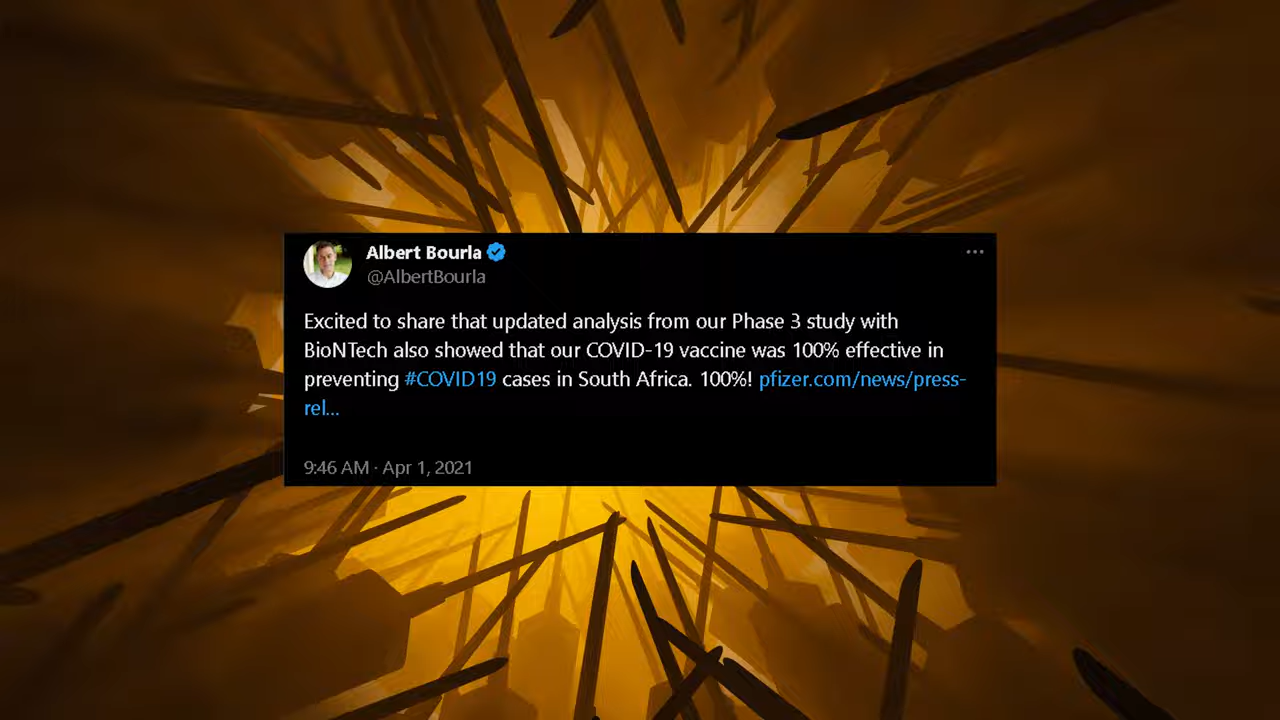 Albert Bourla
@AlbertBourla
Excited to share that updated analysis from our Phase 3 study with
BioNTech also showed that our COVID-19 vaccine was 100% effective in
preventing #COVID19 cases in South Africa. 100%! pfizer.com/news/press-
rel...
9:46 AM · Apr 1, 2021